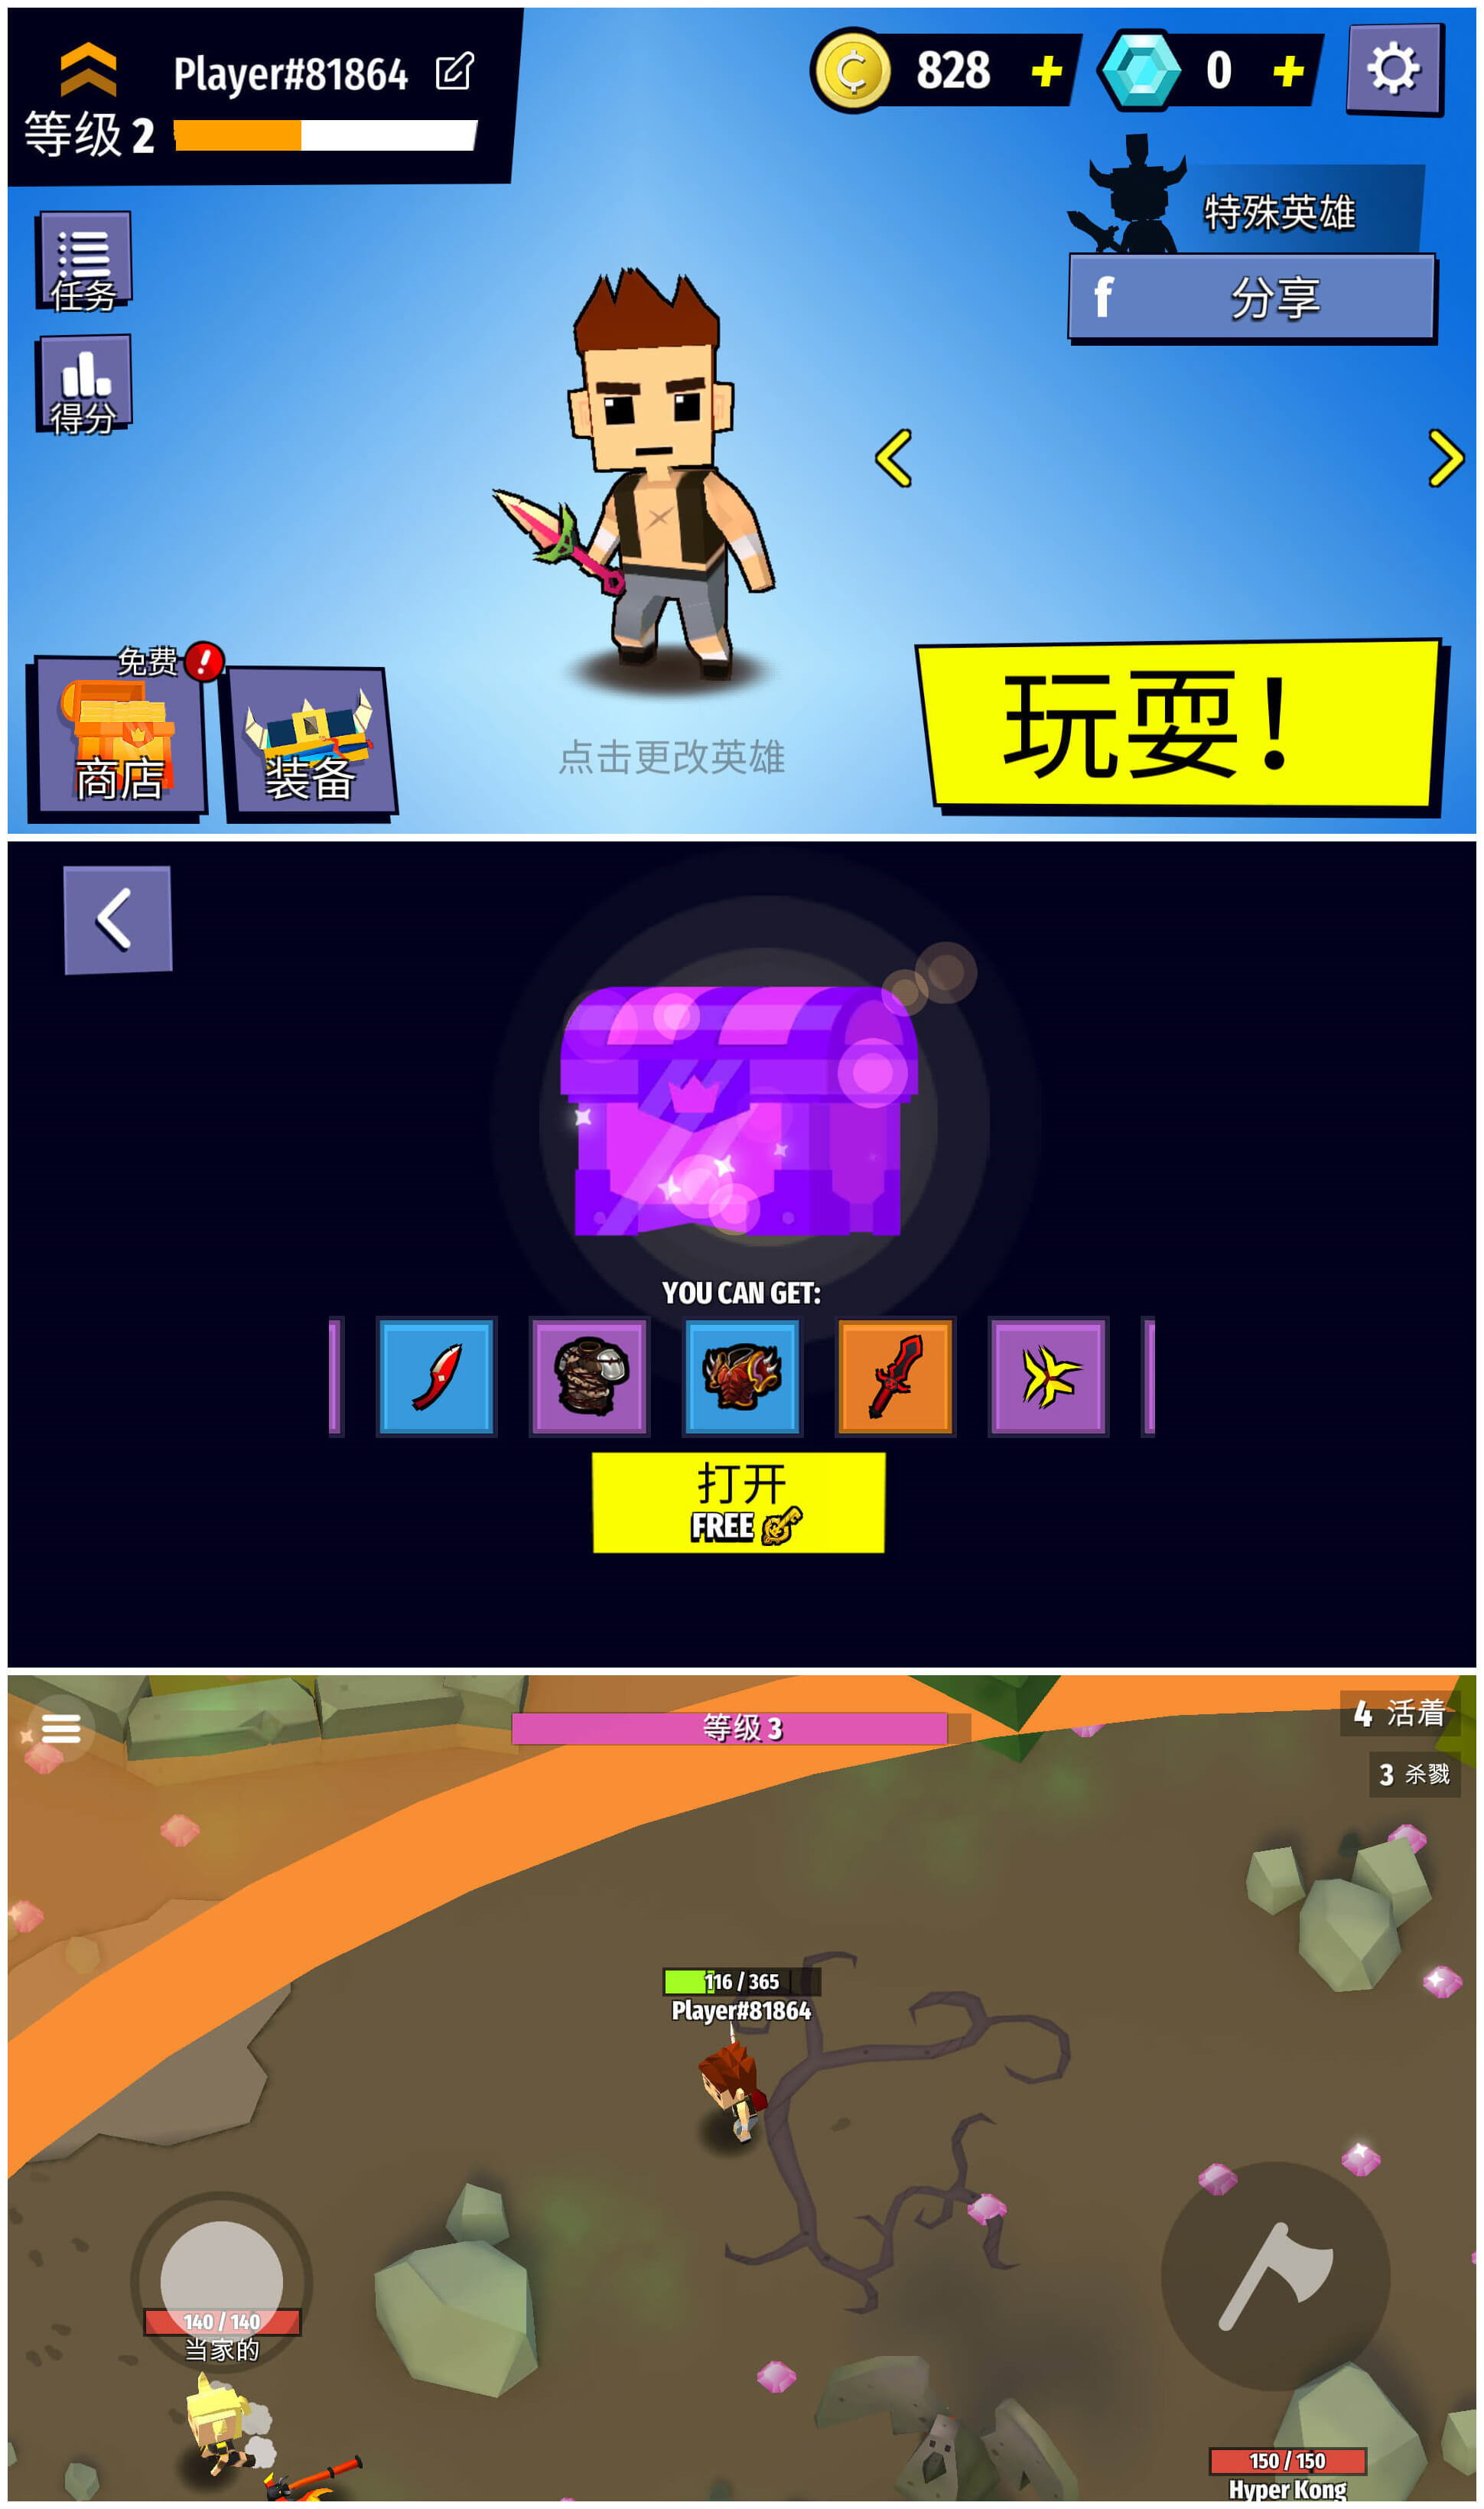 Player#81864
等级 2
828
0
特殊英雄
f 分享
任务
得分
免费
商店
装备
点击更改英雄
玩耍!
YOU CAN GET:
打开
FREE
等级 3
4 活着
3 杀戮
116 / 365
Player#81864
140 / 140
当家的
150 / 150
Hyper Kong